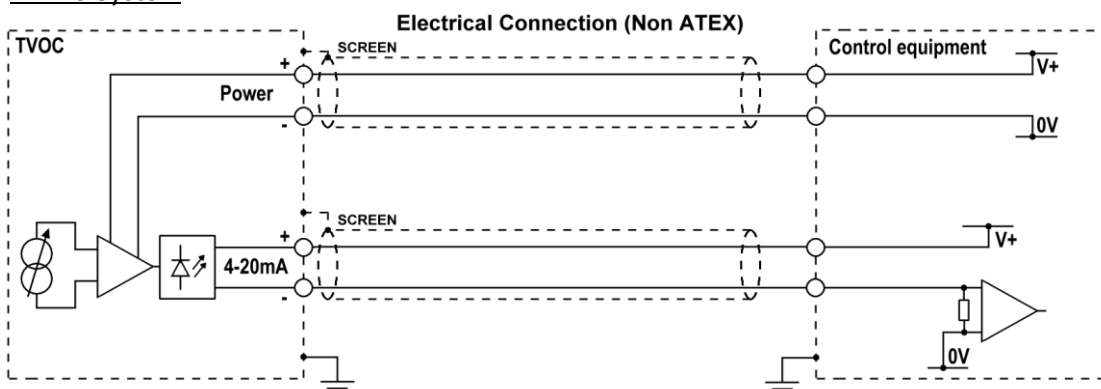 Electrical Connection (Non ATEX)
TVOC
SCREEN
Control equipment
+
V+
Power
-
0V
SCREEN
+
V+
4-20mA
-
0V